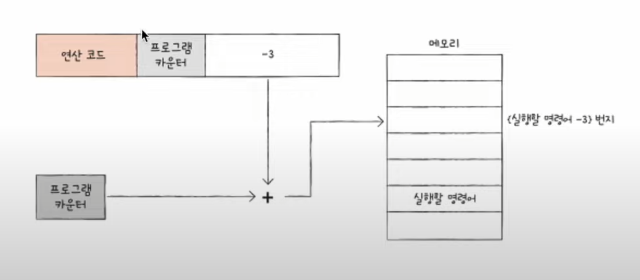 연산 코드
프로그램
카운터
-3
메모리
{실행할 명령어 -3} 번지
프로그램
카운터
+
실행할 명령어